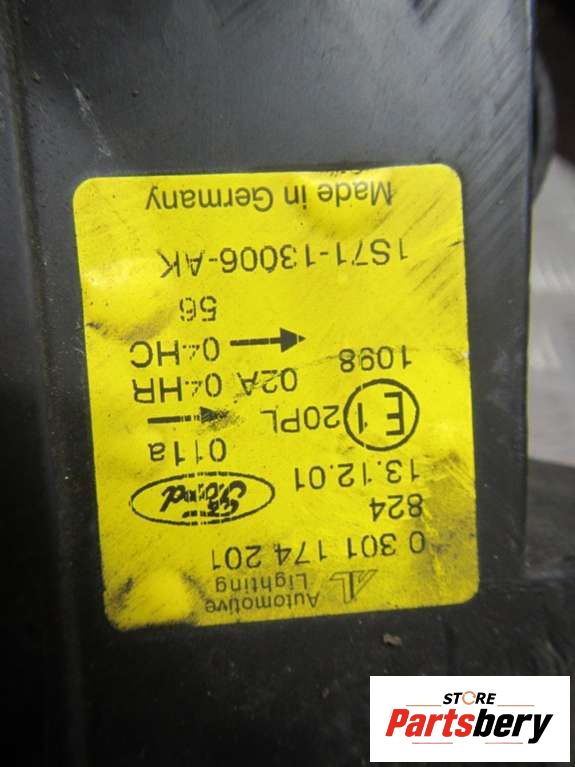 Automotive
Lighting
0 301 174 201
824
13.12.01
Ford
011a
E1
20PL
02A 04HR
1098
04HC
56
1S71-13006-AK
Made in Germany
STORE
Partsbery